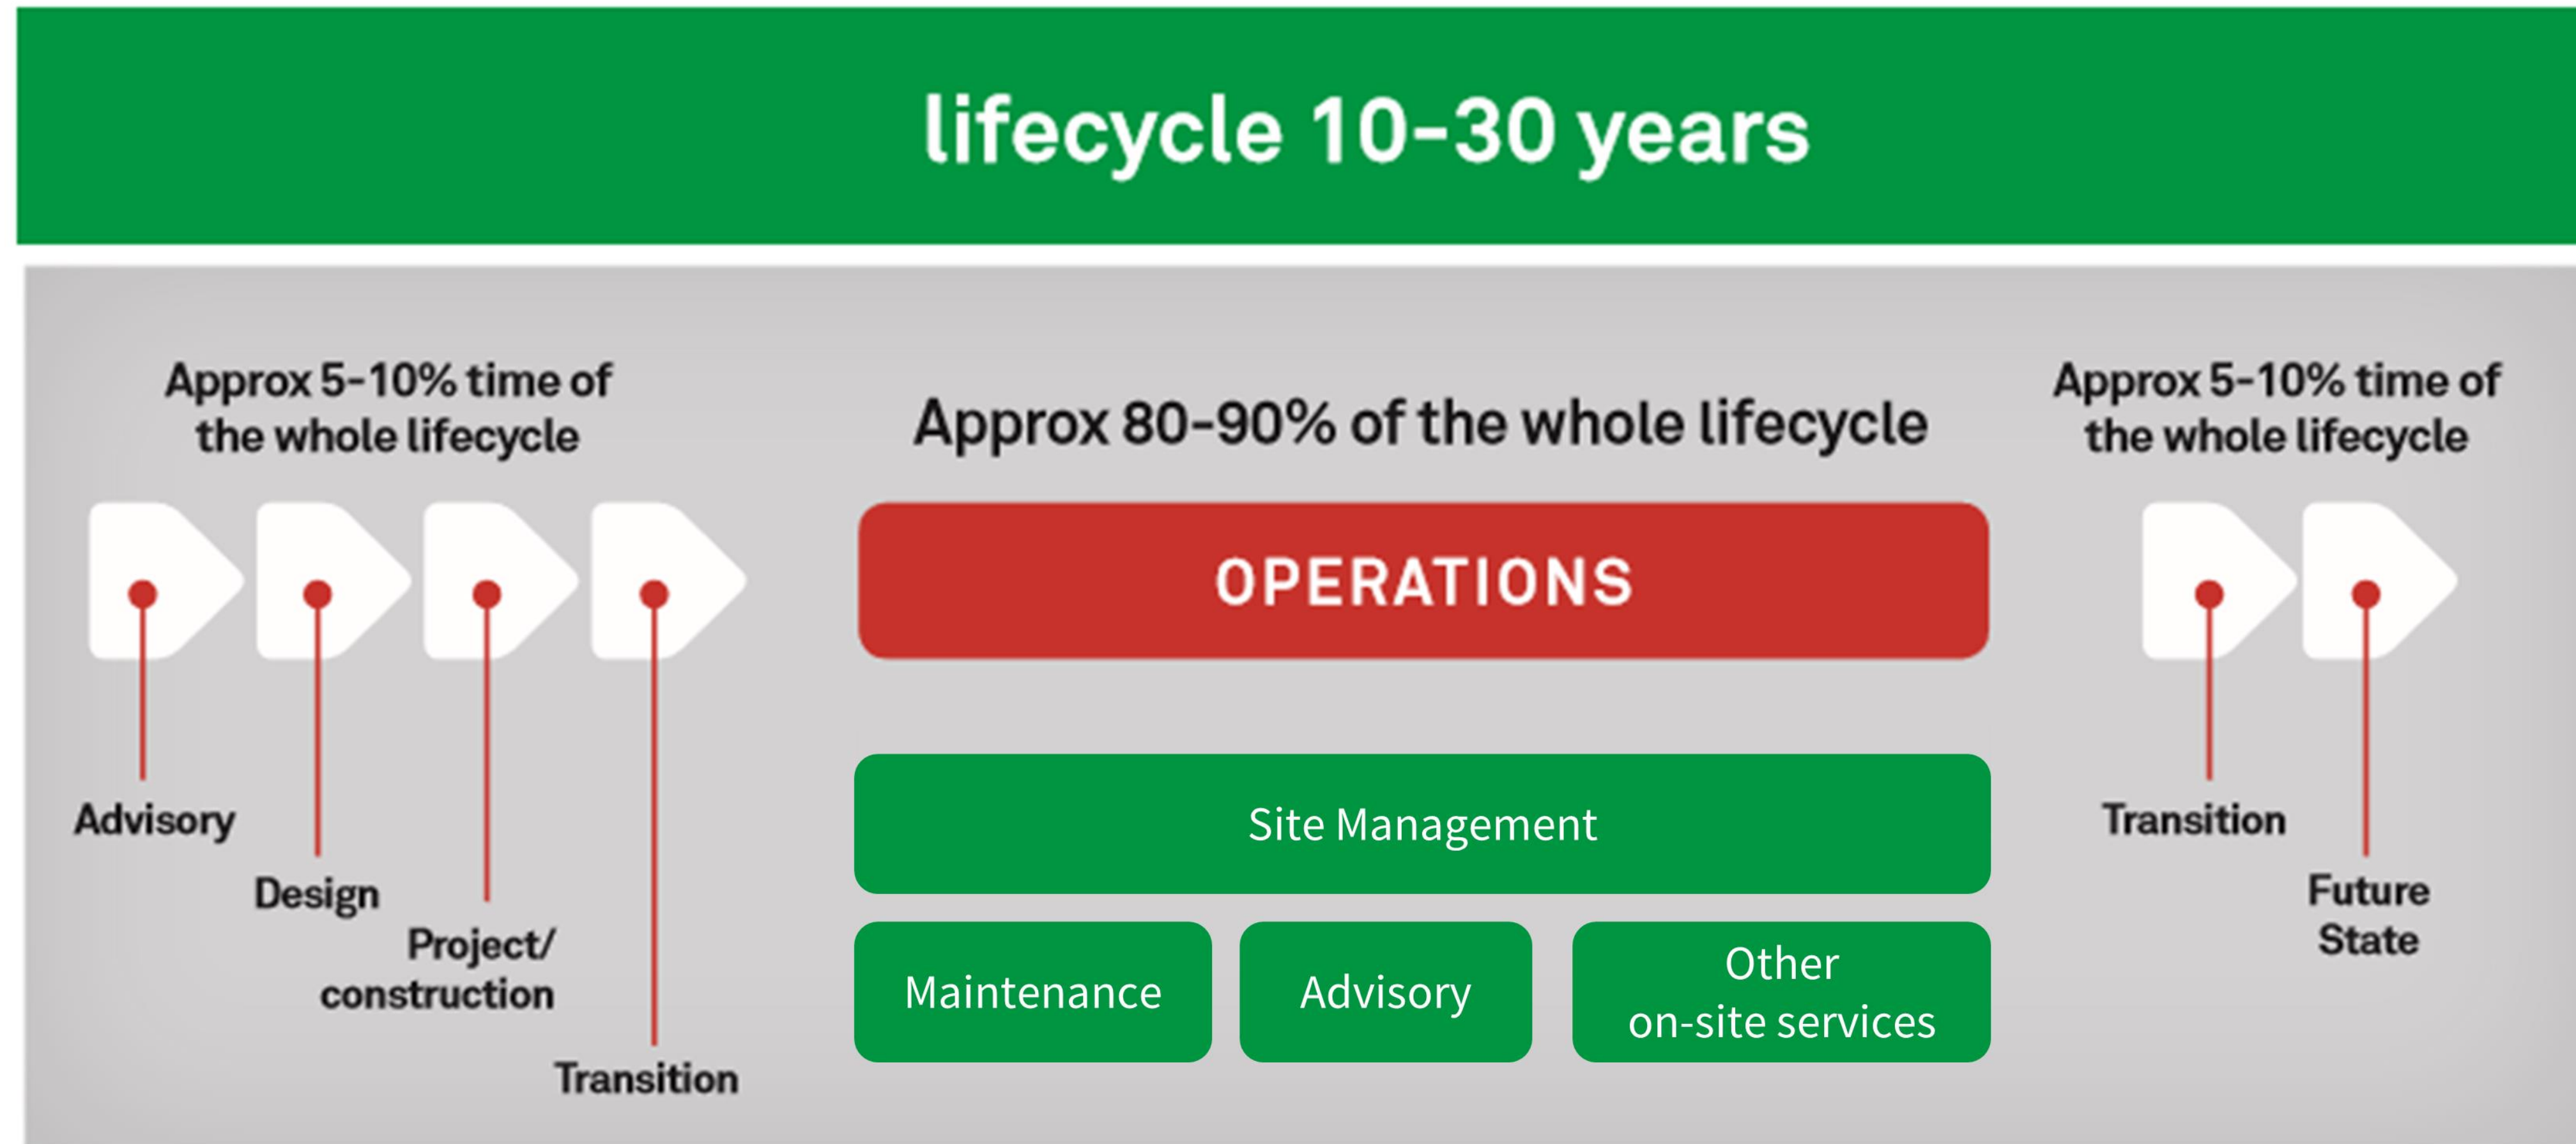 lifecycle 10-30 years
Approx 5-10% time of
the whole lifecycle
Advisory
Design
Project/
construction
Transition
Approx 80-90% of the whole lifecycle
OPERATIONS
Site Management
Maintenance
Advisory
Other
on-site services
Approx 5-10% time of
the whole lifecycle
Transition
Future
State